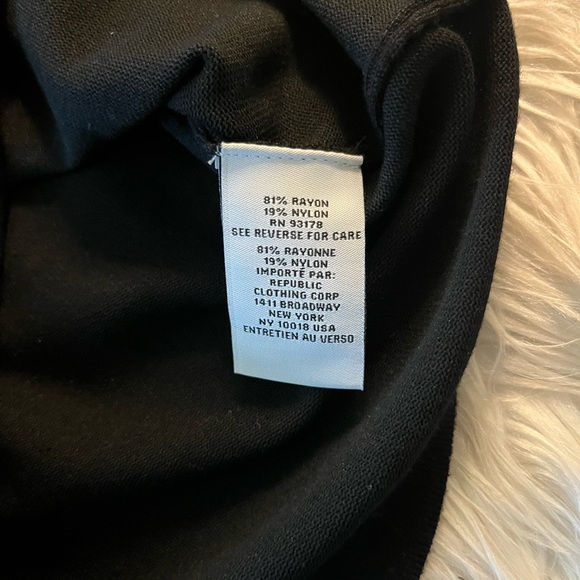 81% RAYON
19% NYLON
RN 93178
SEE REVERSE FOR CARE
81% RAYONNE
19% NYLON
IMPORTÉ PAR:
REPUBLIC
CLOTHING CORP
1411 BROADWAY
NEW YORK
NY 10018 USA
ENTRETIEN AU VERSO